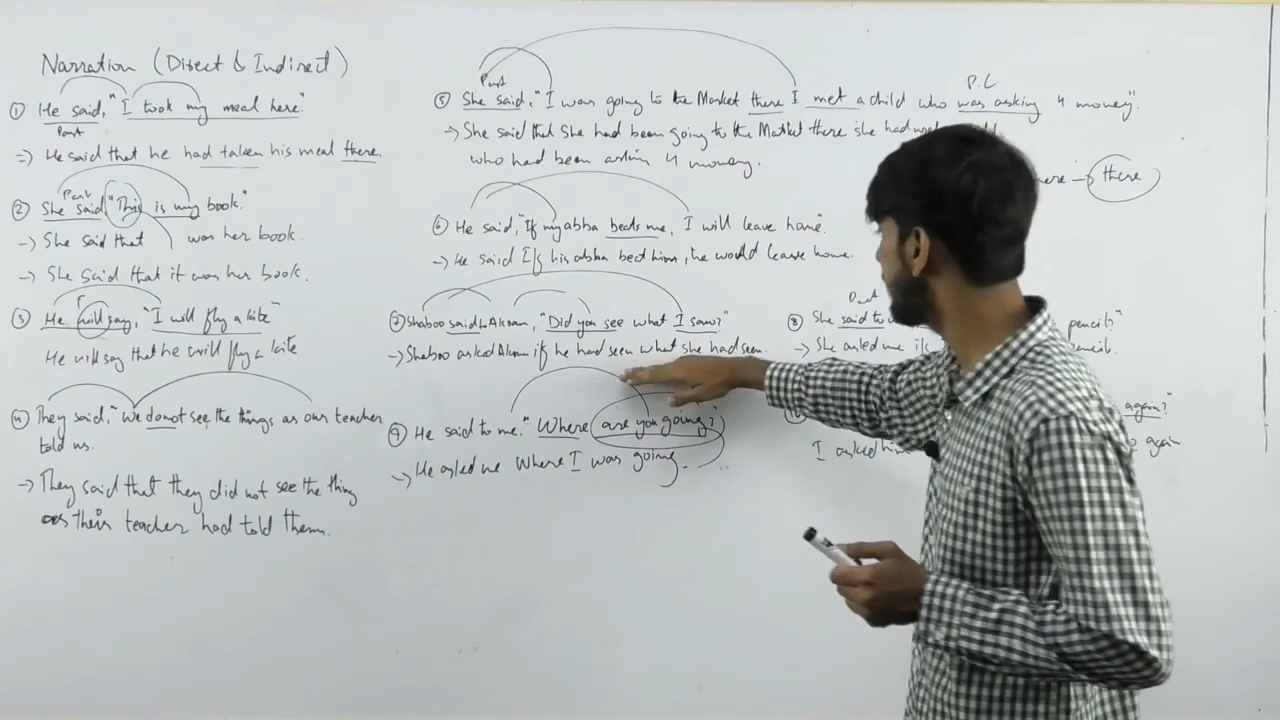 Narration (Direct & Indirect)
① He said, "I took my meal here."
Past
=) He said that he had taken his meal there.
Past
② She said "This is my book."
-) She said that was her book.
-) She said that it was her book.
③ He will say, "I will fly a kite"
He will say that he will fly a kite
④ They said, "We do not see the things as our teacher
told us.
-) They said that they did not see the thing
as their teacher had told them.
Past
P.C
⑤ She said, "I was going to the Market there I met a child who was asking 4 money".
-) She said that she had been going to the Market there she had
who had been askin 4 money.
→ there
⑥ He said, "If my abba beats me, I will leave home".
-) He said If his abba beat him, he would leave home.
⑦ Shaboo said to Akram, "Did you see what I saw?"
-) Shaboo asked Akram if he had seen what she had seen.
⑧ She said to pencil?"
-) She asked me if pencil.
⑨ He said to me." Where are you going?"
-) He asked me where I was going.
again?"
I asked him again